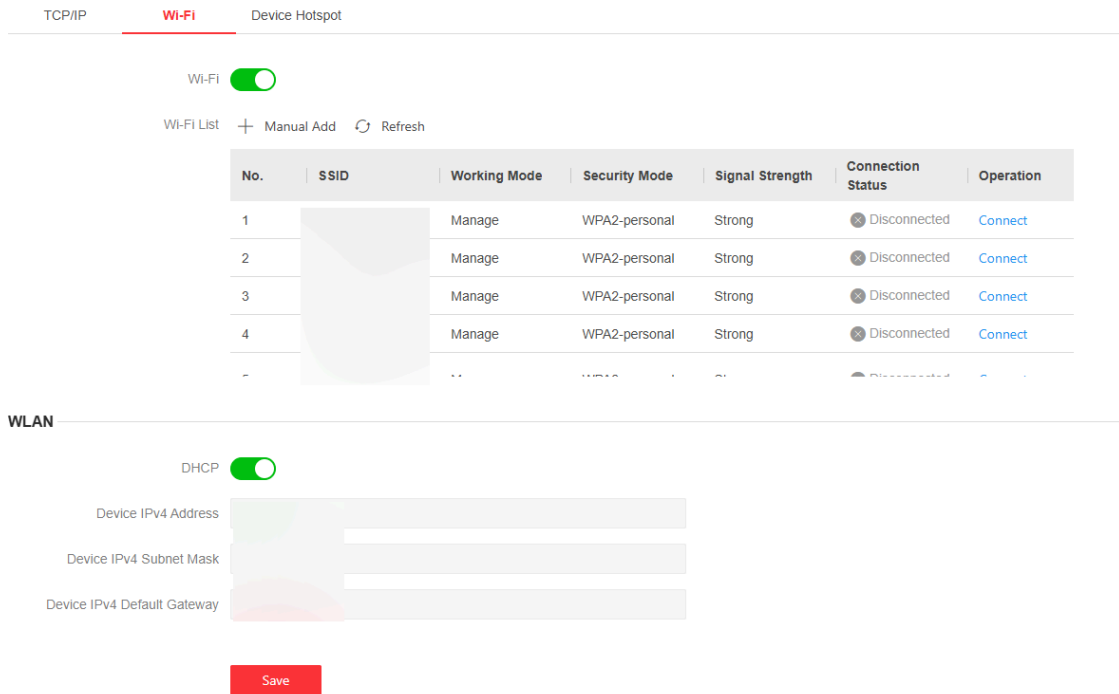 TCP/IP Wi-Fi Device Hotspot
Wi-Fi
Wi-Fi List Manual Add Refresh
No. SSID Working Mode Security Mode Signal Strength Connection Status Operation
1 Manage WPA2-personal Strong Disconnected Connect
2 Manage WPA2-personal Strong Disconnected Connect
3 Manage WPA2-personal Strong Disconnected Connect
4 Manage WPA2-personal Strong Disconnected Connect
WLAN
DHCP
Device IPv4 Address
Device IPv4 Subnet Mask
Device IPv4 Default Gateway
Save